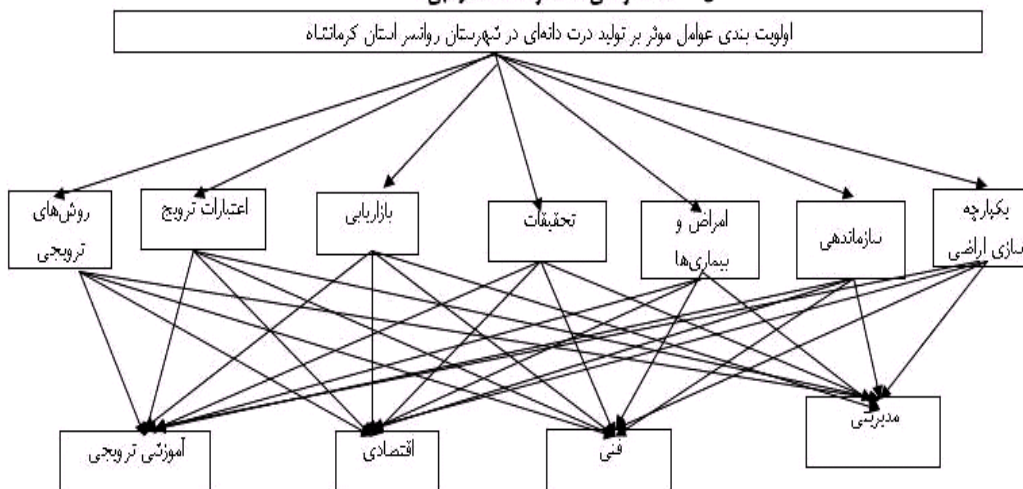 اولویت بندی عوامل موثر بر تولید ذرت دانه‌ای در شهرستان روانسر استان کرمانشاه
یکپارچه
سازی اراضی
سازماندهی
امراض و
بیماری‌ها
تحقیقات
بازاریابی
اعتبارات ترویج
روش‌های
ترویجی
مدیریتی
فنی
اقتصادی
آموزشی ترویجی